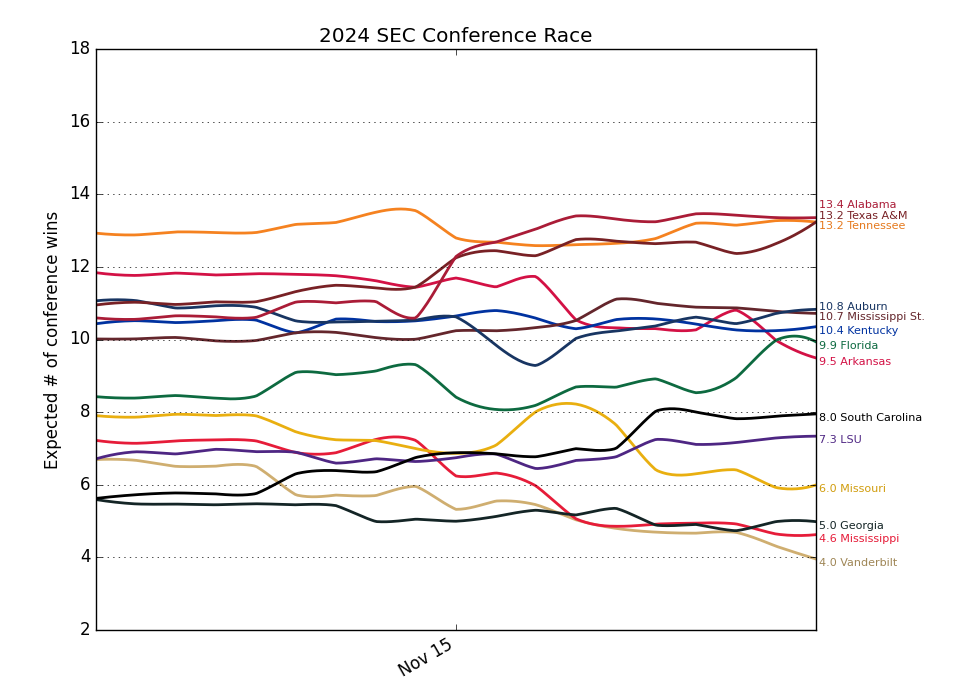 2024 SEC Conference Race
Expected # of conference wins
18
16
14
12
10
8
6
4
2
Nov 15
13.4 Alabama
13.2 Texas A&M
13.2 Tennessee
10.8 Auburn
10.7 Mississippi St.
10.4 Kentucky
9.9 Florida
9.5 Arkansas
8.0 South Carolina
7.3 LSU
6.0 Missouri
5.0 Georgia
4.6 Mississippi
4.0 Vanderbilt